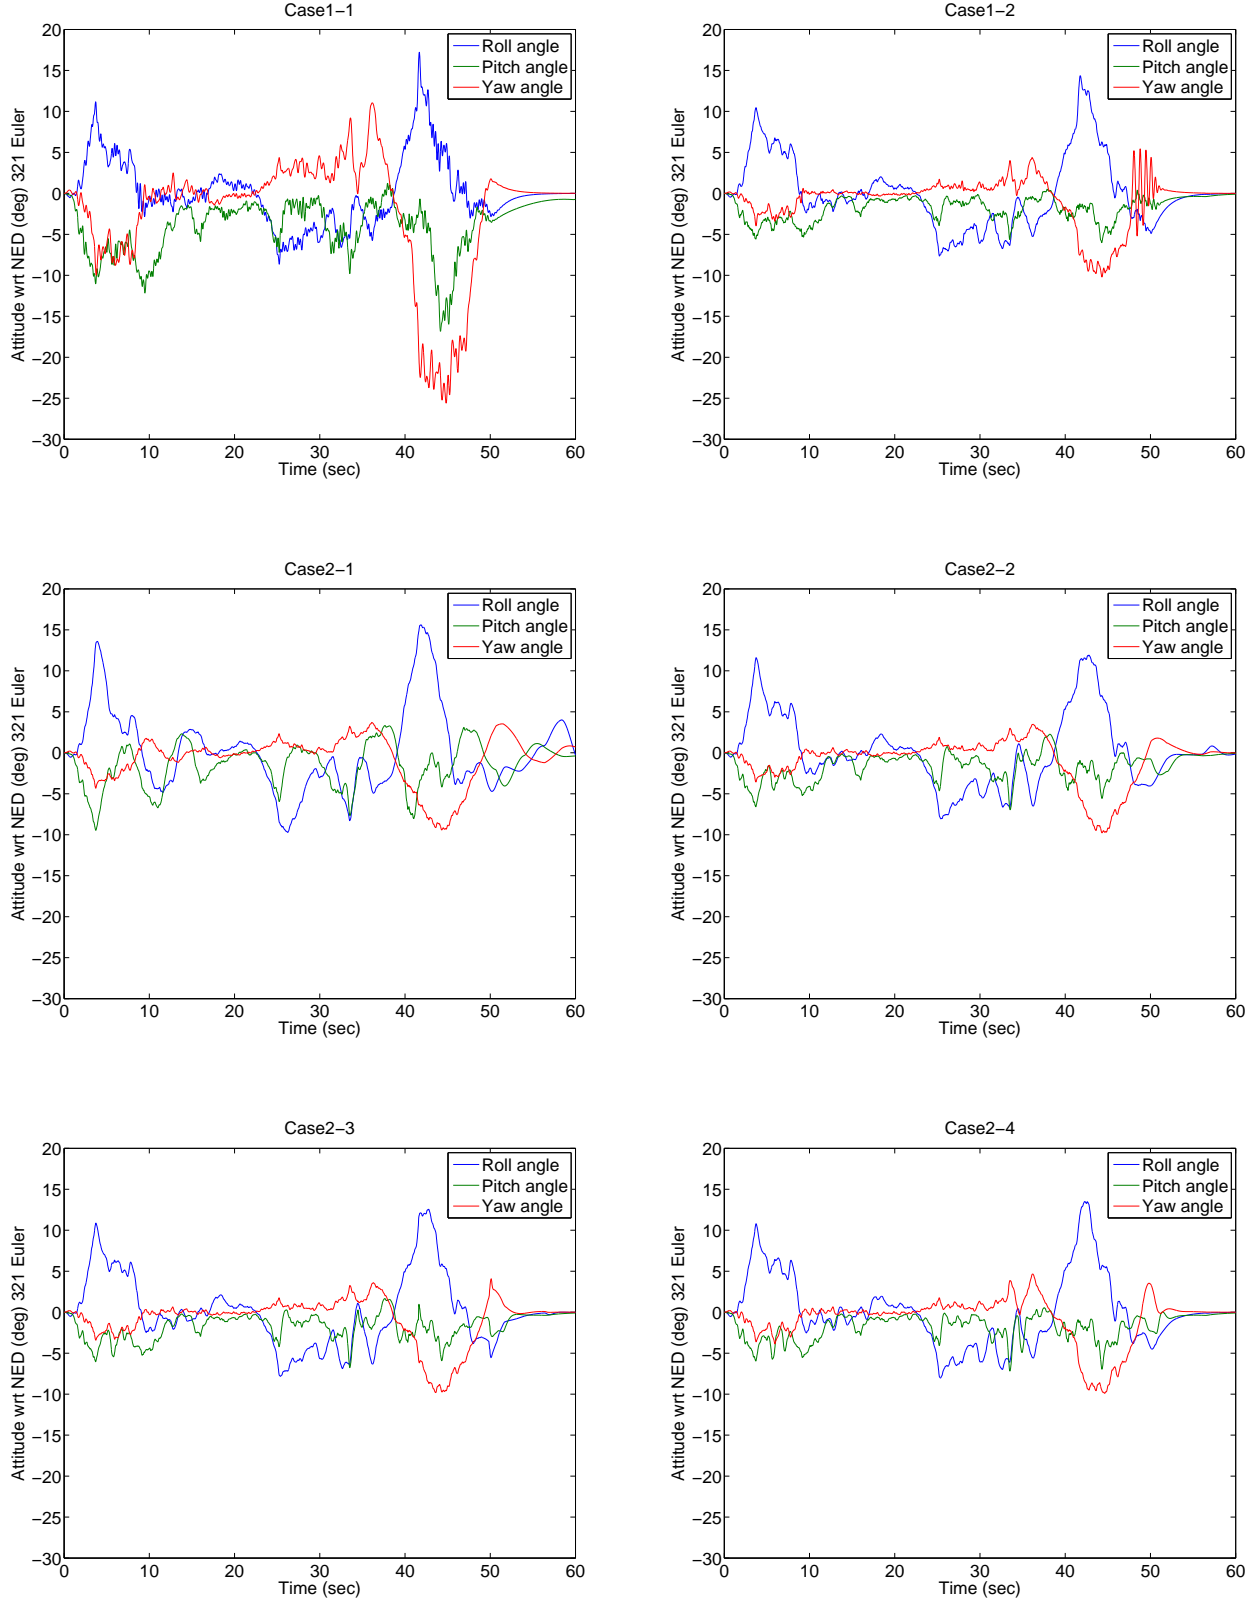 Case1−1
20
15
10
5
0
−5
−10
−15
−20
−25
−30
0 10 20 30 40 50 60
Time (sec)
Attitude wrt NED (deg) 321 Euler
Roll angle
Pitch angle
Yaw angle
Case1−2
20
15
10
5
0
−5
−10
−15
−20
−25
−30
0 10 20 30 40 50 60
Time (sec)
Attitude wrt NED (deg) 321 Euler
Roll angle
Pitch angle
Yaw angle
Case2−1
20
15
10
5
0
−5
−10
−15
−20
−25
−30
0 10 20 30 40 50 60
Time (sec)
Attitude wrt NED (deg) 321 Euler
Roll angle
Pitch angle
Yaw angle
Case2−2
20
15
10
5
0
−5
−10
−15
−20
−25
−30
0 10 20 30 40 50 60
Time (sec)
Attitude wrt NED (deg) 321 Euler
Roll angle
Pitch angle
Yaw angle
Case2−3
20
15
10
5
0
−5
−10
−15
−20
−25
−30
0 10 20 30 40 50 60
Time (sec)
Attitude wrt NED (deg) 321 Euler
Roll angle
Pitch angle
Yaw angle
Case2−4
20
15
10
5
0
−5
−10
−15
−20
−25
−30
0 10 20 30 40 50 60
Time (sec)
Attitude wrt NED (deg) 321 Euler
Roll angle
Pitch angle
Yaw angle